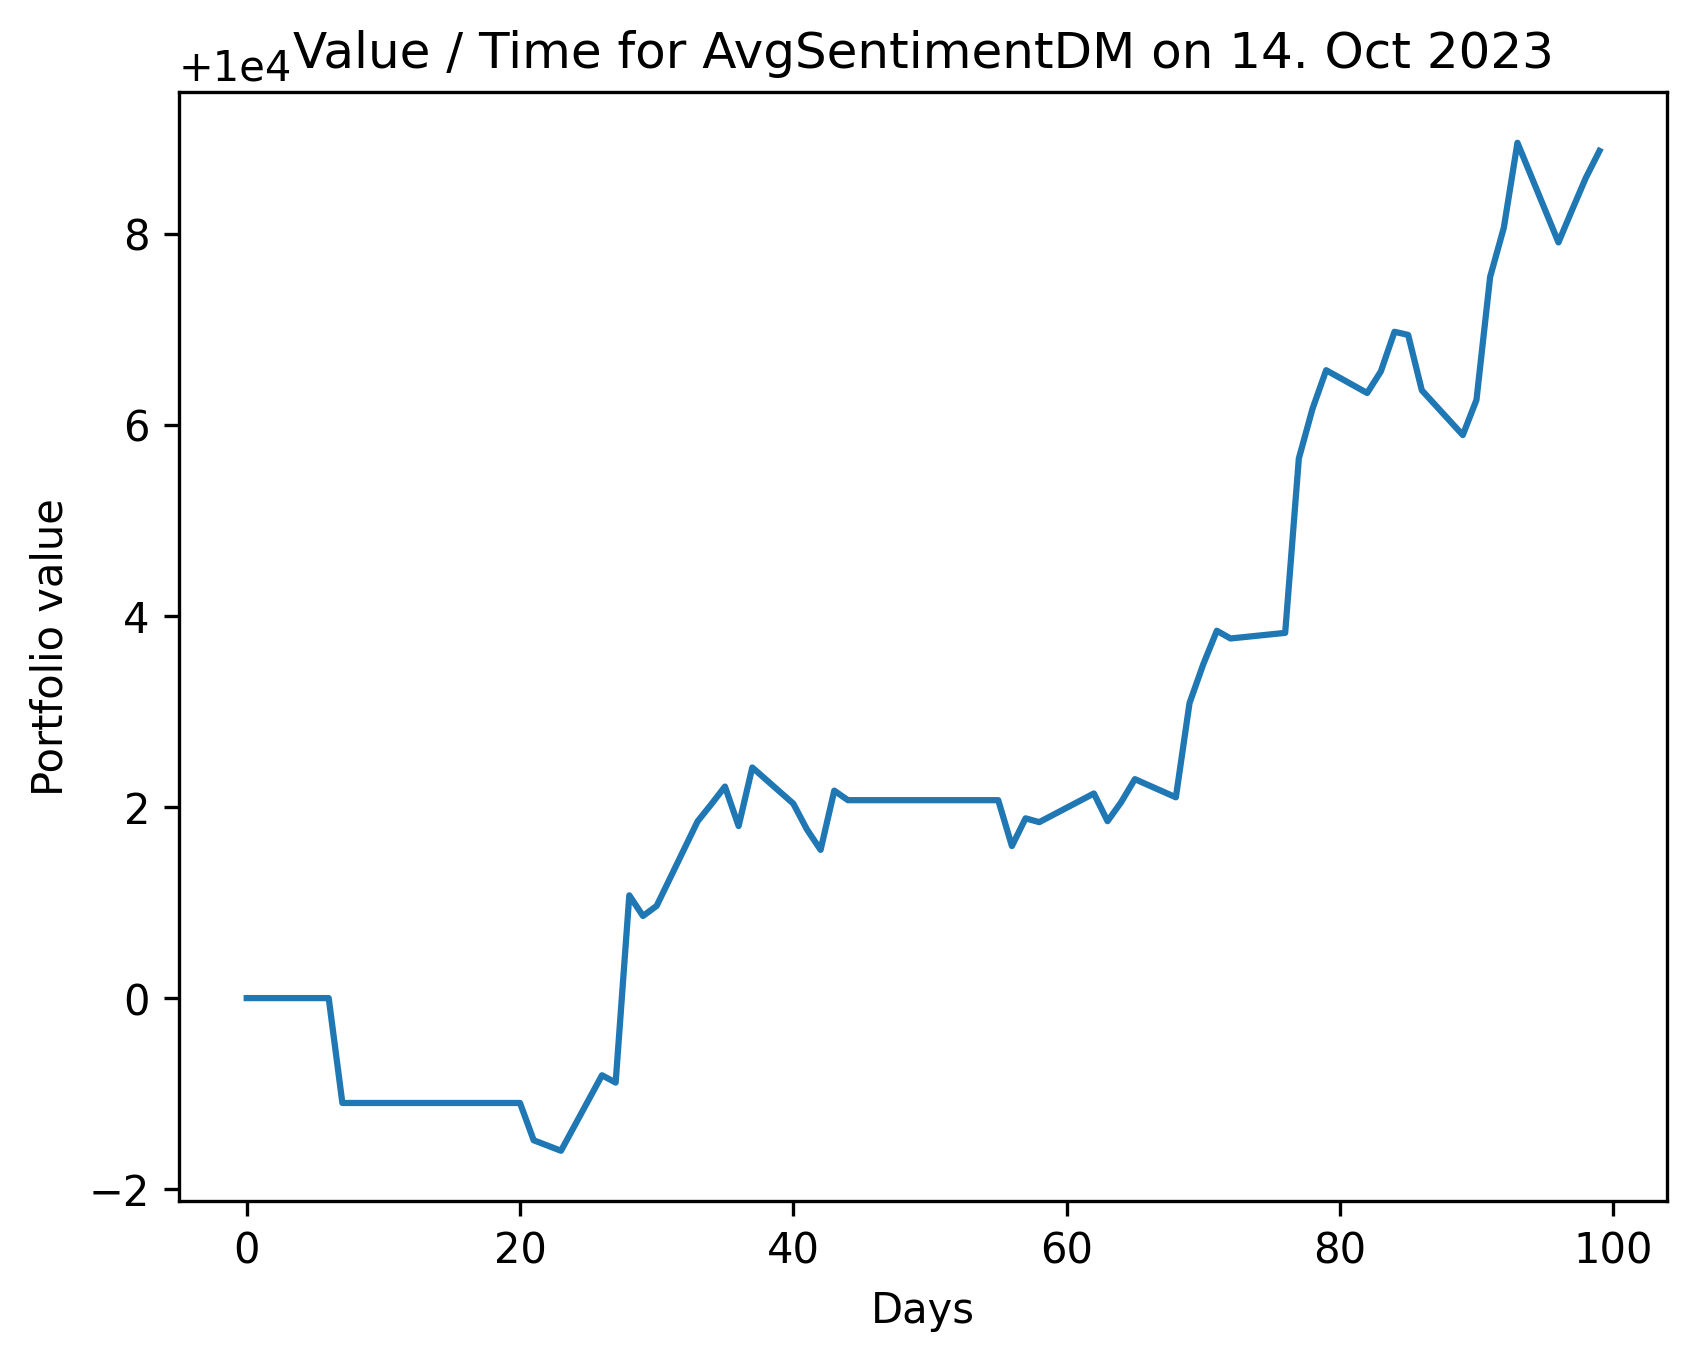 Value / Time for AvgSentimentDM on 14. Oct 2023
+1e4
8
6
4
2
0
−2
Portfolio value
0 20 40 60 80 100
Days